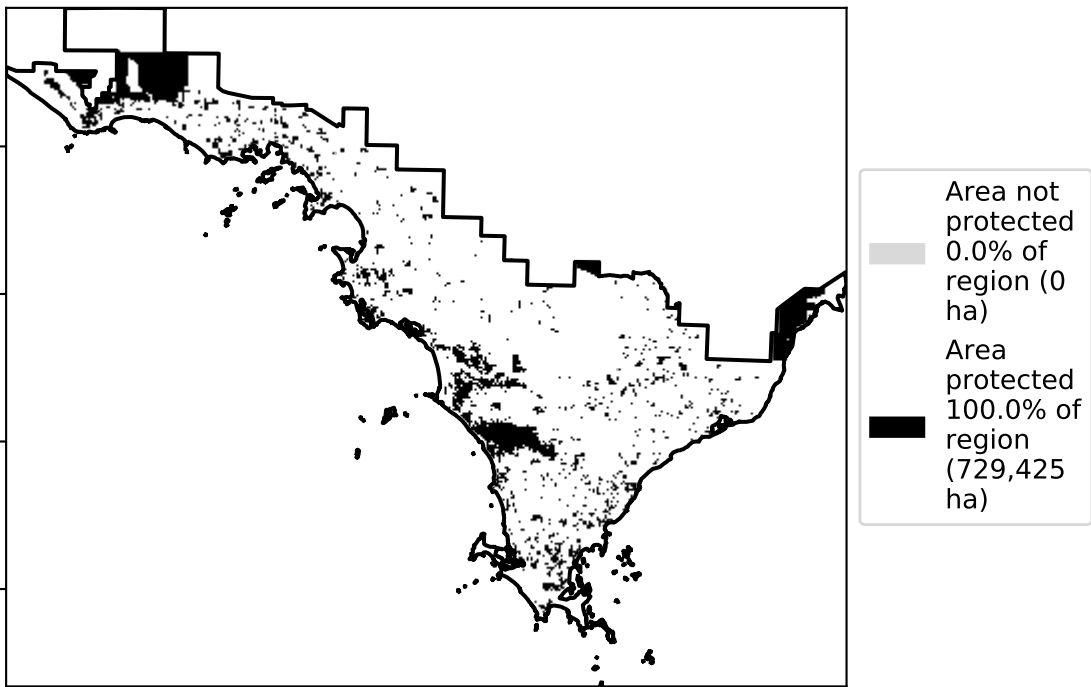 Area not
protected
0.0% of
region (0
ha)
Area
protected
100.0% of
region
(729,425
ha)